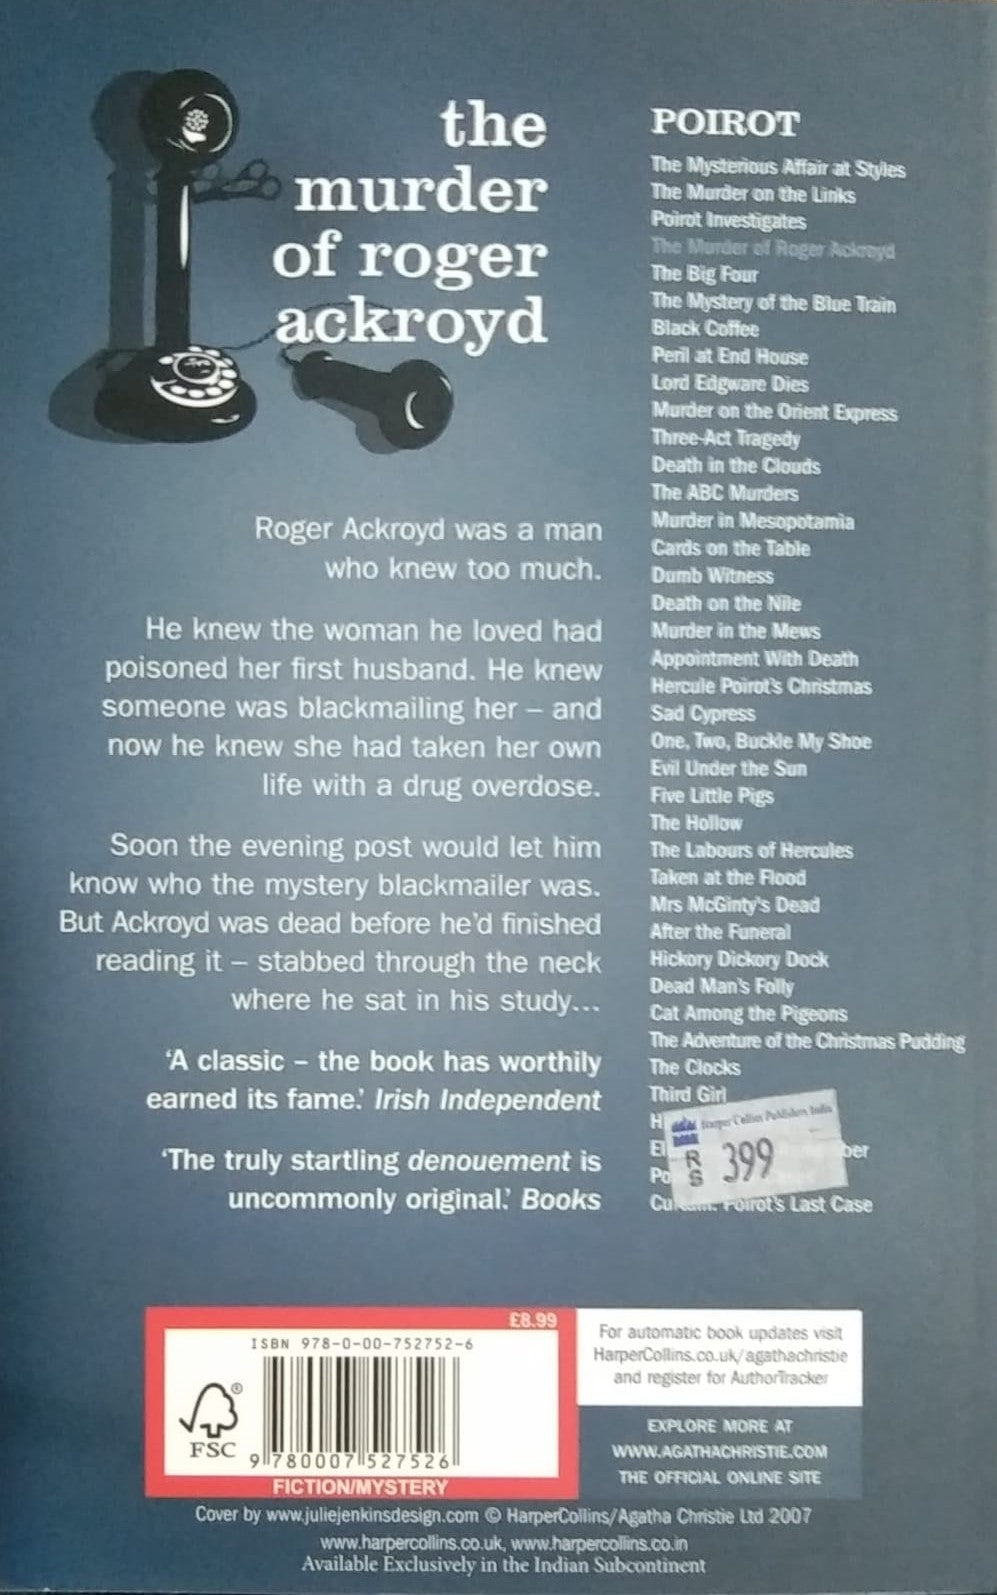 the
murder
of roger
ackroyd
Roger Ackroyd was a man
who knew too much.
He knew the woman he loved had
poisoned her first husband. He knew
someone was blackmailing her – and
now he knew she had taken her own
life with a drug overdose.
Soon the evening post would let him
know who the mystery blackmailer was.
But Ackroyd was dead before he'd finished
reading it – stabbed through the neck
where he sat in his study...
'A classic – the book has worthily
earned its fame.' Irish Independent
'The truly startling denouement is
uncommonly original.' Books
POIROT
The Mysterious Affair at Styles
The Murder on the Links
Poirot Investigates
The Murder of Roger Ackroyd
The Big Four
The Mystery of the Blue Train
Black Coffee
Peril at End House
Lord Edgware Dies
Murder on the Orient Express
Three-Act Tragedy
Death in the Clouds
The ABC Murders
Murder in Mesopotamia
Cards on the Table
Dumb Witness
Death on the Nile
Murder in the Mews
Appointment With Death
Hercule Poirot's Christmas
Sad Cypress
One, Two, Buckle My Shoe
Evil Under the Sun
Five Little Pigs
The Hollow
The Labours of Hercules
Taken at the Flood
Mrs McGinty's Dead
After the Funeral
Hickory Dickory Dock
Dead Man's Folly
Cat Among the Pigeons
The Adventure of the Christmas Pudding
The Clocks
Third Girl
Poirot's Last Case
Harper Collins Publishers India
RS 399
£8.99
ISBN 978-0-00-752752-6
FSC
9 780007 527526
FICTION/MYSTERY
For automatic book updates visit
HarperCollins.co.uk/agathachristie
and register for AuthorTracker
EXPLORE MORE AT
WWW.AGATHACHRISTIE.COM
THE OFFICIAL ONLINE SITE
Cover by www.juliejenkinsdesign.com © HarperCollins/Agatha Christie Ltd 2007
www.harpercollins.co.uk, www.harpercollins.co.in
Available Exclusively in the Indian Subcontinent